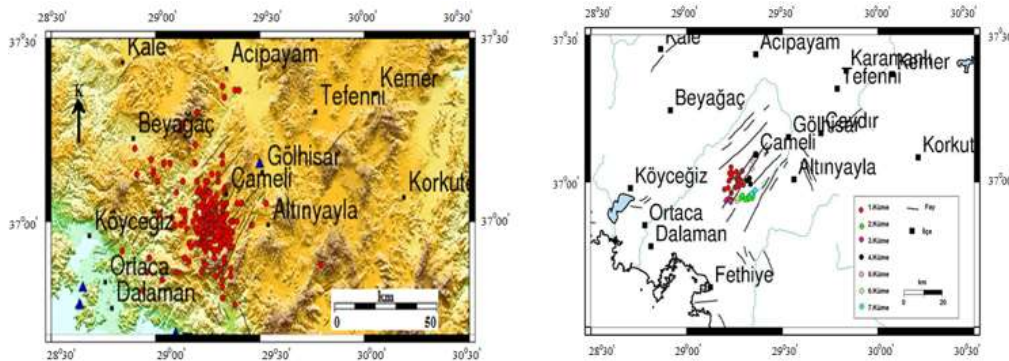 28°30' 29°00' 29°30' 30°00' 30°30'
37°30'
Kale
Acıpayam
K
Kemer
Tefenni
Beyağaç
Gölhisar
Çameli
Korkute
Altınyayla
37°00'
Köyceğiz
Ortaca
Dalaman
km
0 50
28°30' 29°00' 29°30' 30°00' 30°30'
28°30' 29°00' 29°30' 30°00' 30°30'
37°30'
Kale
Acıpayam
Karamanlı
Kemer
Tefenni
Beyağaç
Çavdır
Gölhisar
Çameli
Korkut
Altınyayla
Köyceğiz
37°00'
Ortaca
Dalaman
Fethiye
1.Küme Fay
2.Küme İlçe
3.Küme
4.Küme
5.Küme km
6.Küme 0 20
7.Küme
28°30' 29°00' 29°30' 30°00' 30°30'